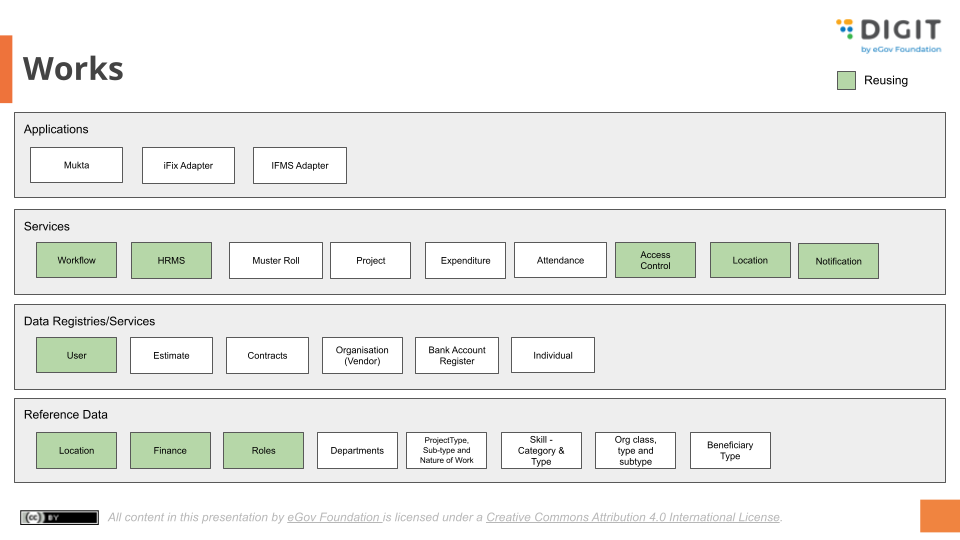 DIGIT
by eGov Foundation
Works
Reusing
Applications
Mukta
iFix Adapter
IFMS Adapter
Services
Workflow
HRMS
Muster Roll
Project
Expenditure
Attendance
Access
Control
Location
Notification
Data Registries/Services
User
Estimate
Contracts
Organisation
(Vendor)
Bank Account
Register
Individual
Reference Data
Location
Finance
Roles
Departments
ProjectType,
Sub-type and
Nature of Work
Skill -
Category &
Type
Org class,
type and
subtype
Beneficiary
Type
(cc) BY
All content in this presentation by eGov Foundation is licensed under a Creative Commons Attribution 4.0 International License.